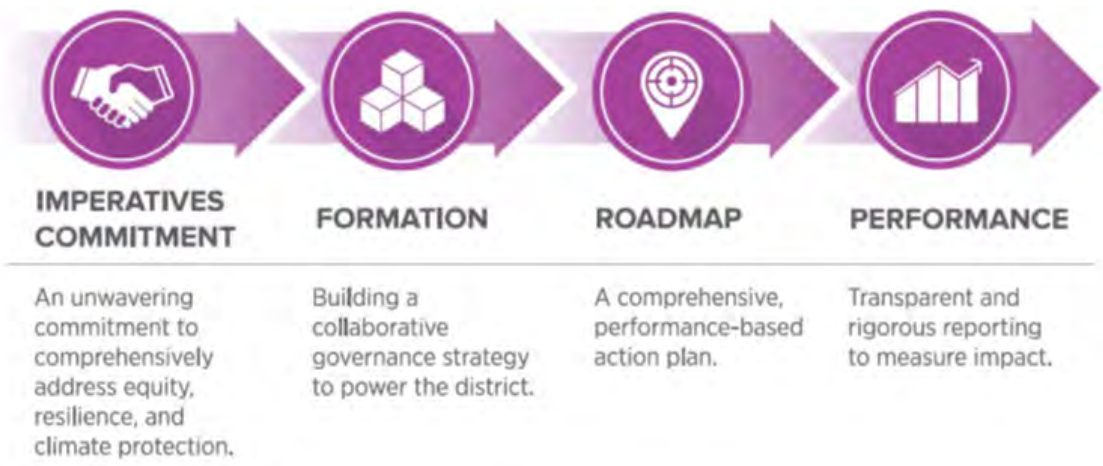 IMPERATIVES
COMMITMENT
FORMATION
ROADMAP
PERFORMANCE
An unwavering
commitment to
comprehensively
address equity,
resilience, and
climate protection.
Building a
collaborative
governance strategy
to power the district.
A comprehensive,
performance-based
action plan.
Transparent and
rigorous reporting
to measure impact.